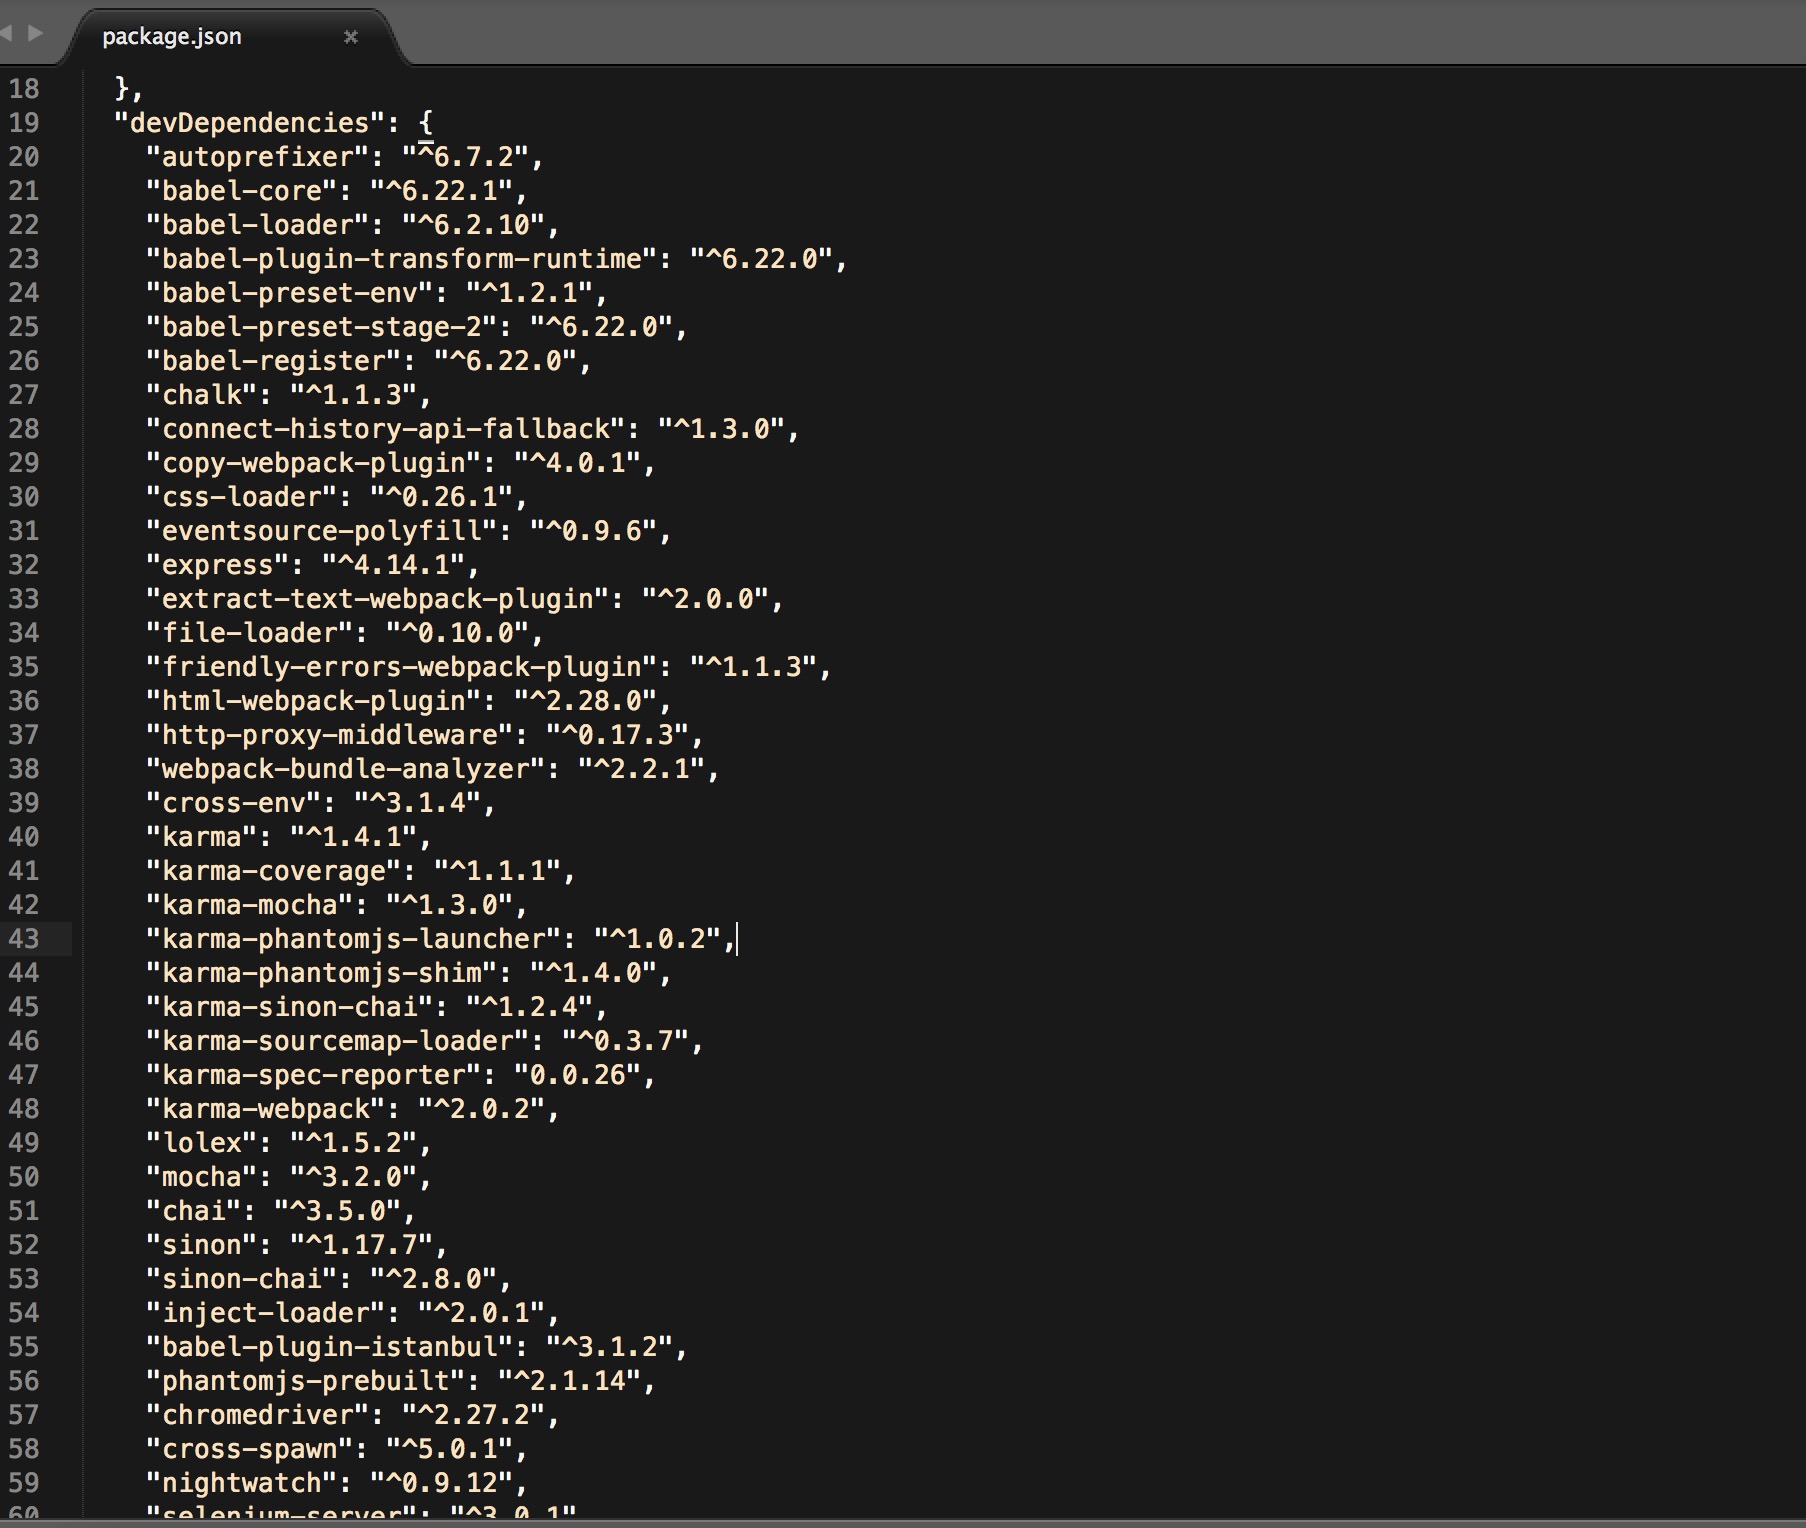 package.json
18 },
19 "devDependencies": {
20 "autoprefixer": "^6.7.2",
21 "babel-core": "^6.22.1",
22 "babel-loader": "^6.2.10",
23 "babel-plugin-transform-runtime": "^6.22.0",
24 "babel-preset-env": "^1.2.1",
25 "babel-preset-stage-2": "^6.22.0",
26 "babel-register": "^6.22.0",
27 "chalk": "^1.1.3",
28 "connect-history-api-fallback": "^1.3.0",
29 "copy-webpack-plugin": "^4.0.1",
30 "css-loader": "^0.26.1",
31 "eventsource-polyfill": "^0.9.6",
32 "express": "^4.14.1",
33 "extract-text-webpack-plugin": "^2.0.0",
34 "file-loader": "^0.10.0",
35 "friendly-errors-webpack-plugin": "^1.1.3",
36 "html-webpack-plugin": "^2.28.0",
37 "http-proxy-middleware": "^0.17.3",
38 "webpack-bundle-analyzer": "^2.2.1",
39 "cross-env": "^3.1.4",
40 "karma": "^1.4.1",
41 "karma-coverage": "^1.1.1",
42 "karma-mocha": "^1.3.0",
43 "karma-phantomjs-launcher": "^1.0.2",
44 "karma-phantomjs-shim": "^1.4.0",
45 "karma-sinon-chai": "^1.2.4",
46 "karma-sourcemap-loader": "^0.3.7",
47 "karma-spec-reporter": "0.0.26",
48 "karma-webpack": "^2.0.2",
49 "lolex": "^1.5.2",
50 "mocha": "^3.2.0",
51 "chai": "^3.5.0",
52 "sinon": "^1.17.7",
53 "sinon-chai": "^2.8.0",
54 "inject-loader": "^2.0.1",
55 "babel-plugin-istanbul": "^3.1.2",
56 "phantomjs-prebuilt": "^2.1.14",
57 "chromedriver": "^2.27.2",
58 "cross-spawn": "^5.0.1",
59 "nightwatch": "^0.9.12",
60 "selenium-server": "^3.0.1"